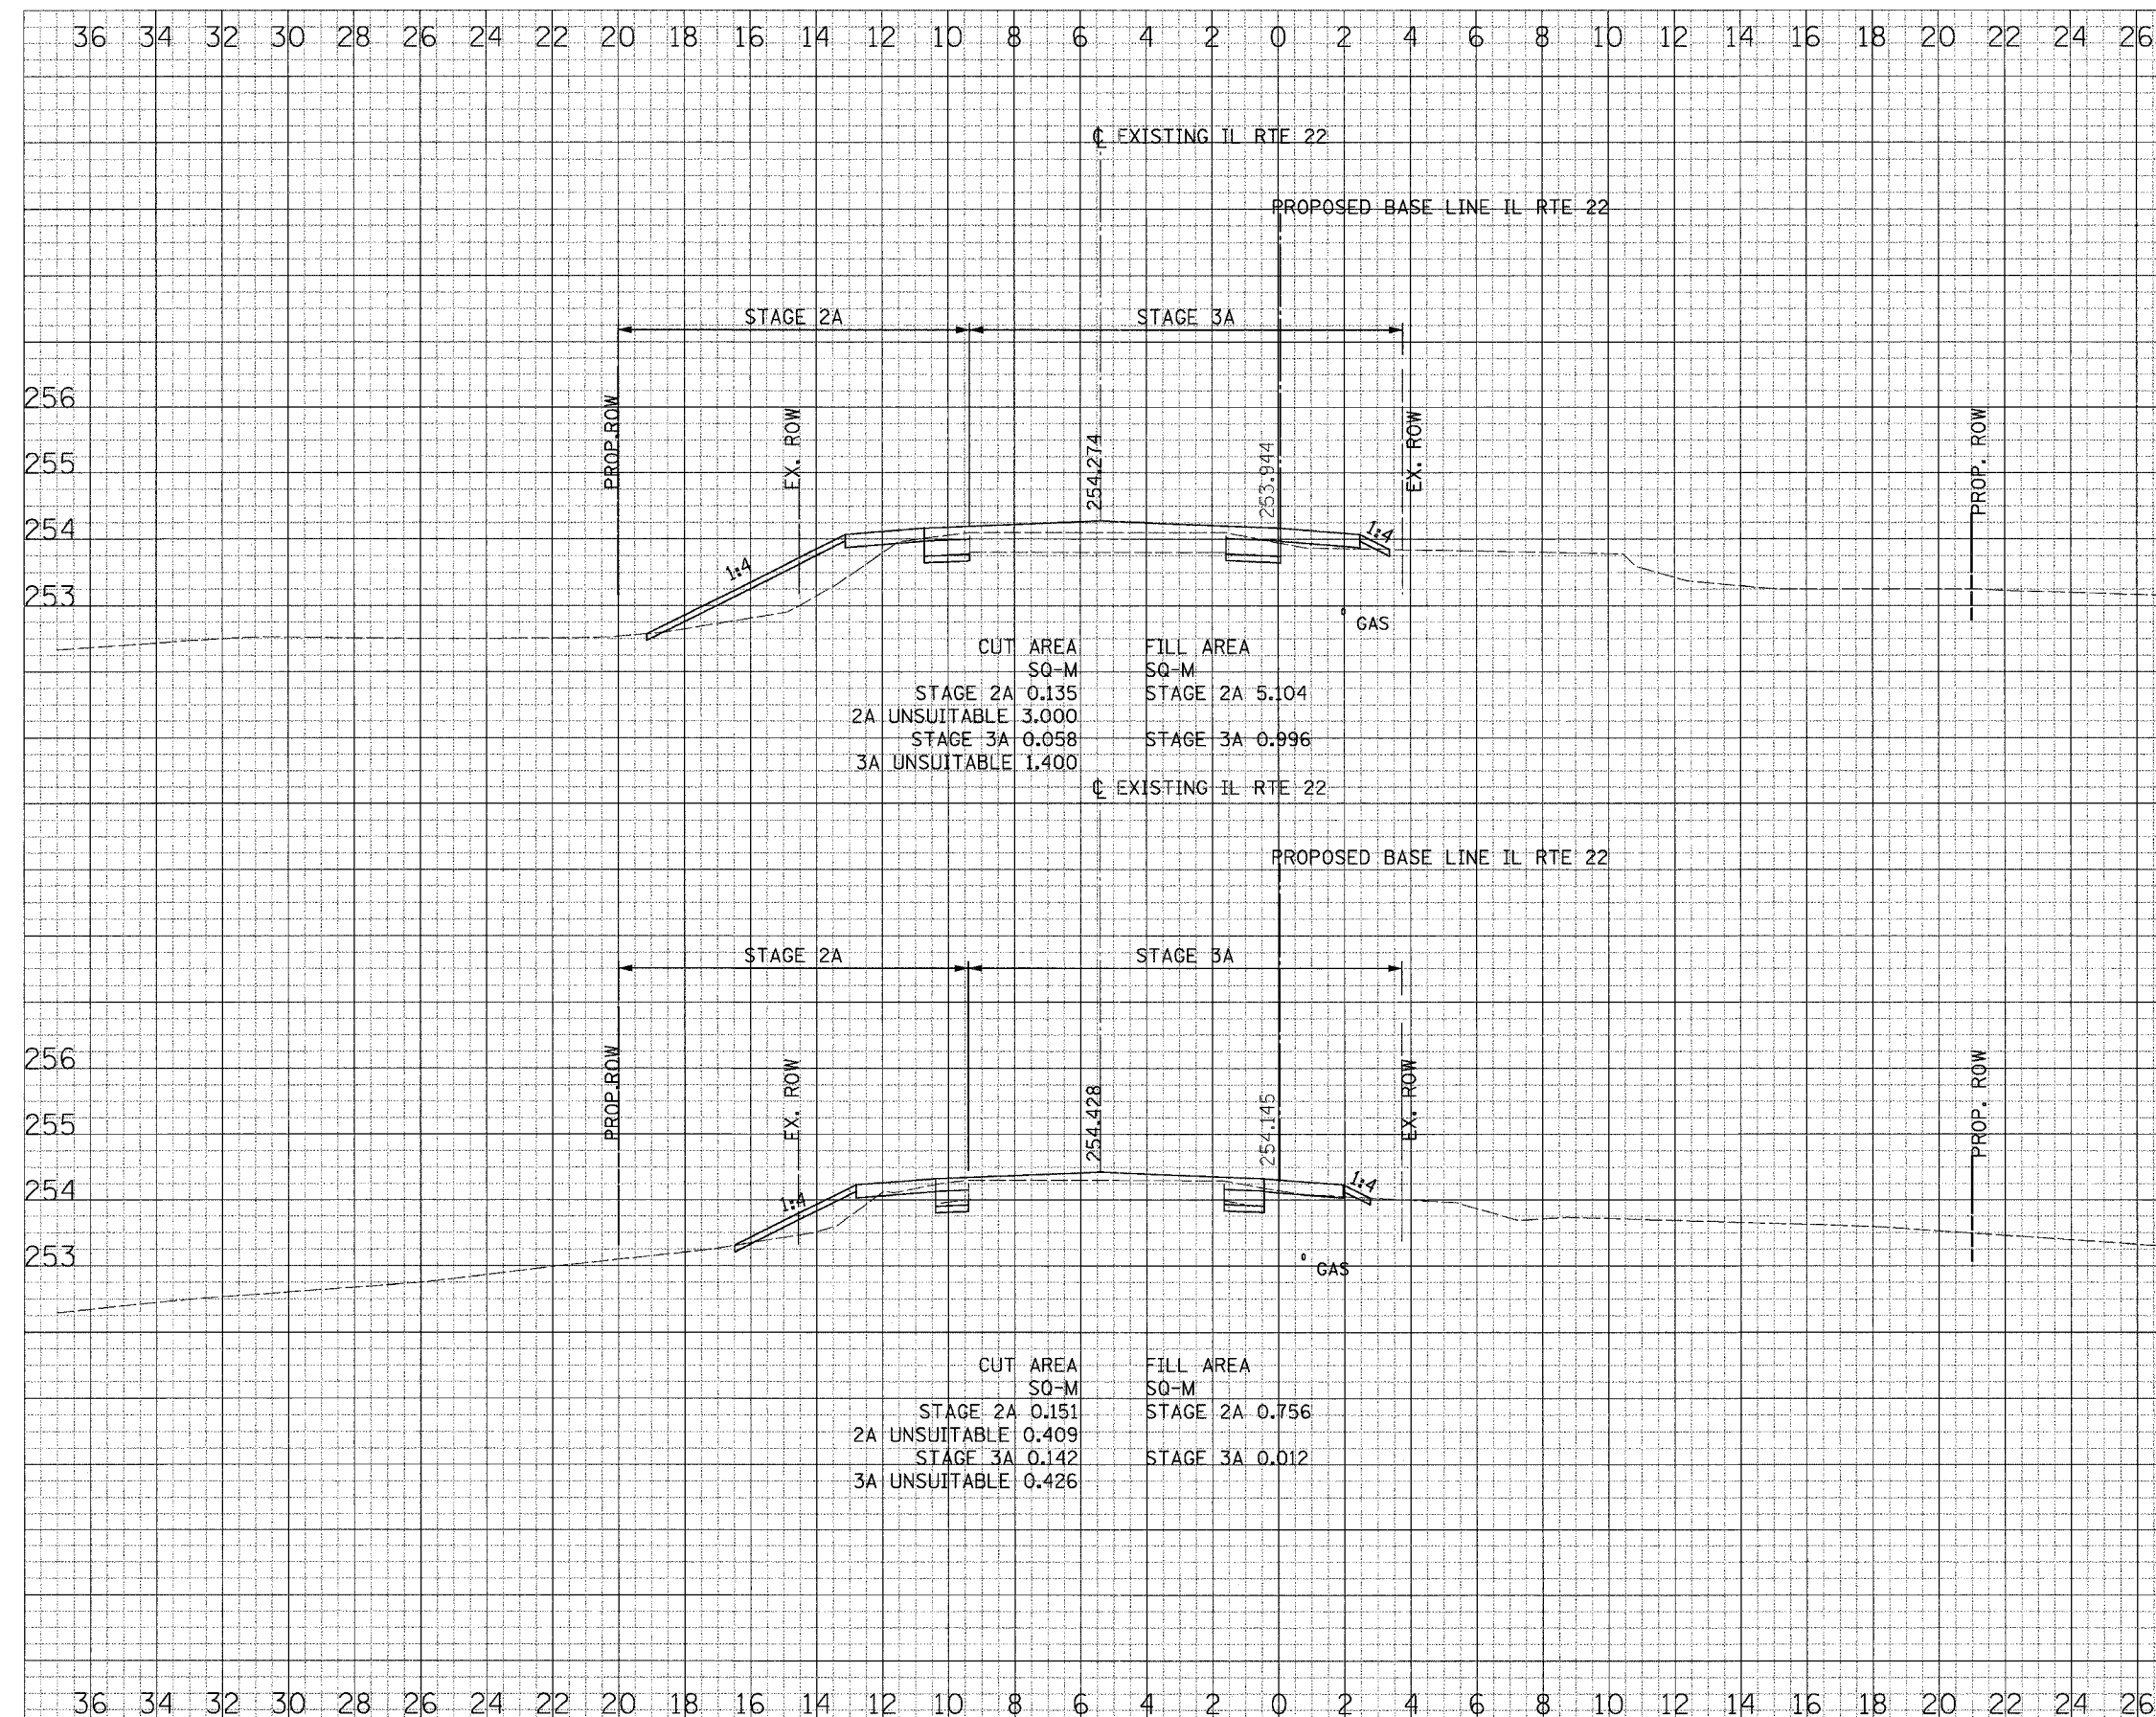 36 34 32 30 28 26 24 22 20 18 16 14 12 10 8 6 4 2 0 2 4 6 8 10 12 14 16 18 20 22 24 26
℄ EXISTING IL RTE 22
PROPOSED BASE LINE IL RTE 22
STAGE 2A STAGE 3A
256
255
254
253
PROP.ROW
EX. ROW
254.274
253.944
EX. ROW
PROP. ROW
1:4
1:4
GAS
CUT AREA FILL AREA
SQ-M SQ-M
STAGE 2A 0.135 STAGE 2A 5.104
2A UNSUITABLE 3.000
STAGE 3A 0.058 STAGE 3A 0.996
3A UNSUITABLE 1.400
℄ EXISTING IL RTE 22
PROPOSED BASE LINE IL RTE 22
STAGE 2A STAGE 3A
256
255
254
253
PROP.ROW
EX. ROW
254.428
254.145
EX. ROW
PROP. ROW
1:4
1:4
GAS
CUT AREA FILL AREA
SQ-M SQ-M
STAGE 2A 0.151 STAGE 2A 0.756
2A UNSUITABLE 0.409
STAGE 3A 0.142 STAGE 3A 0.012
3A UNSUITABLE 0.426
36 34 32 30 28 26 24 22 20 18 16 14 12 10 8 6 4 2 0 2 4 6 8 10 12 14 16 18 20 22 24 26